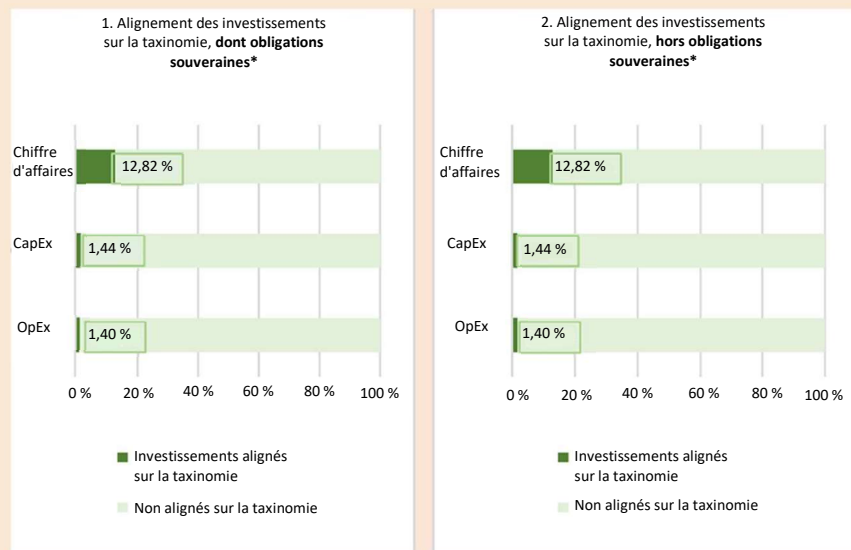 1. Alignement des investissements
sur la taxinomie, dont obligations
souveraines*
Chiffre
d'affaires
12,82 %
CapEx
1,44 %
OpEx
1,40 %
0 % 20 % 40 % 60 % 80 % 100 %
Investissements alignés
sur la taxinomie
Non alignés sur la taxinomie
2. Alignement des investissements
sur la taxinomie, hors obligations
souveraines*
Chiffre
d'affaires
12,82 %
CapEx
1,44 %
OpEx
1,40 %
0 % 20 % 40 % 60 % 80 % 100 %
Investissements alignés
sur la taxinomie
Non alignés sur la taxinomie